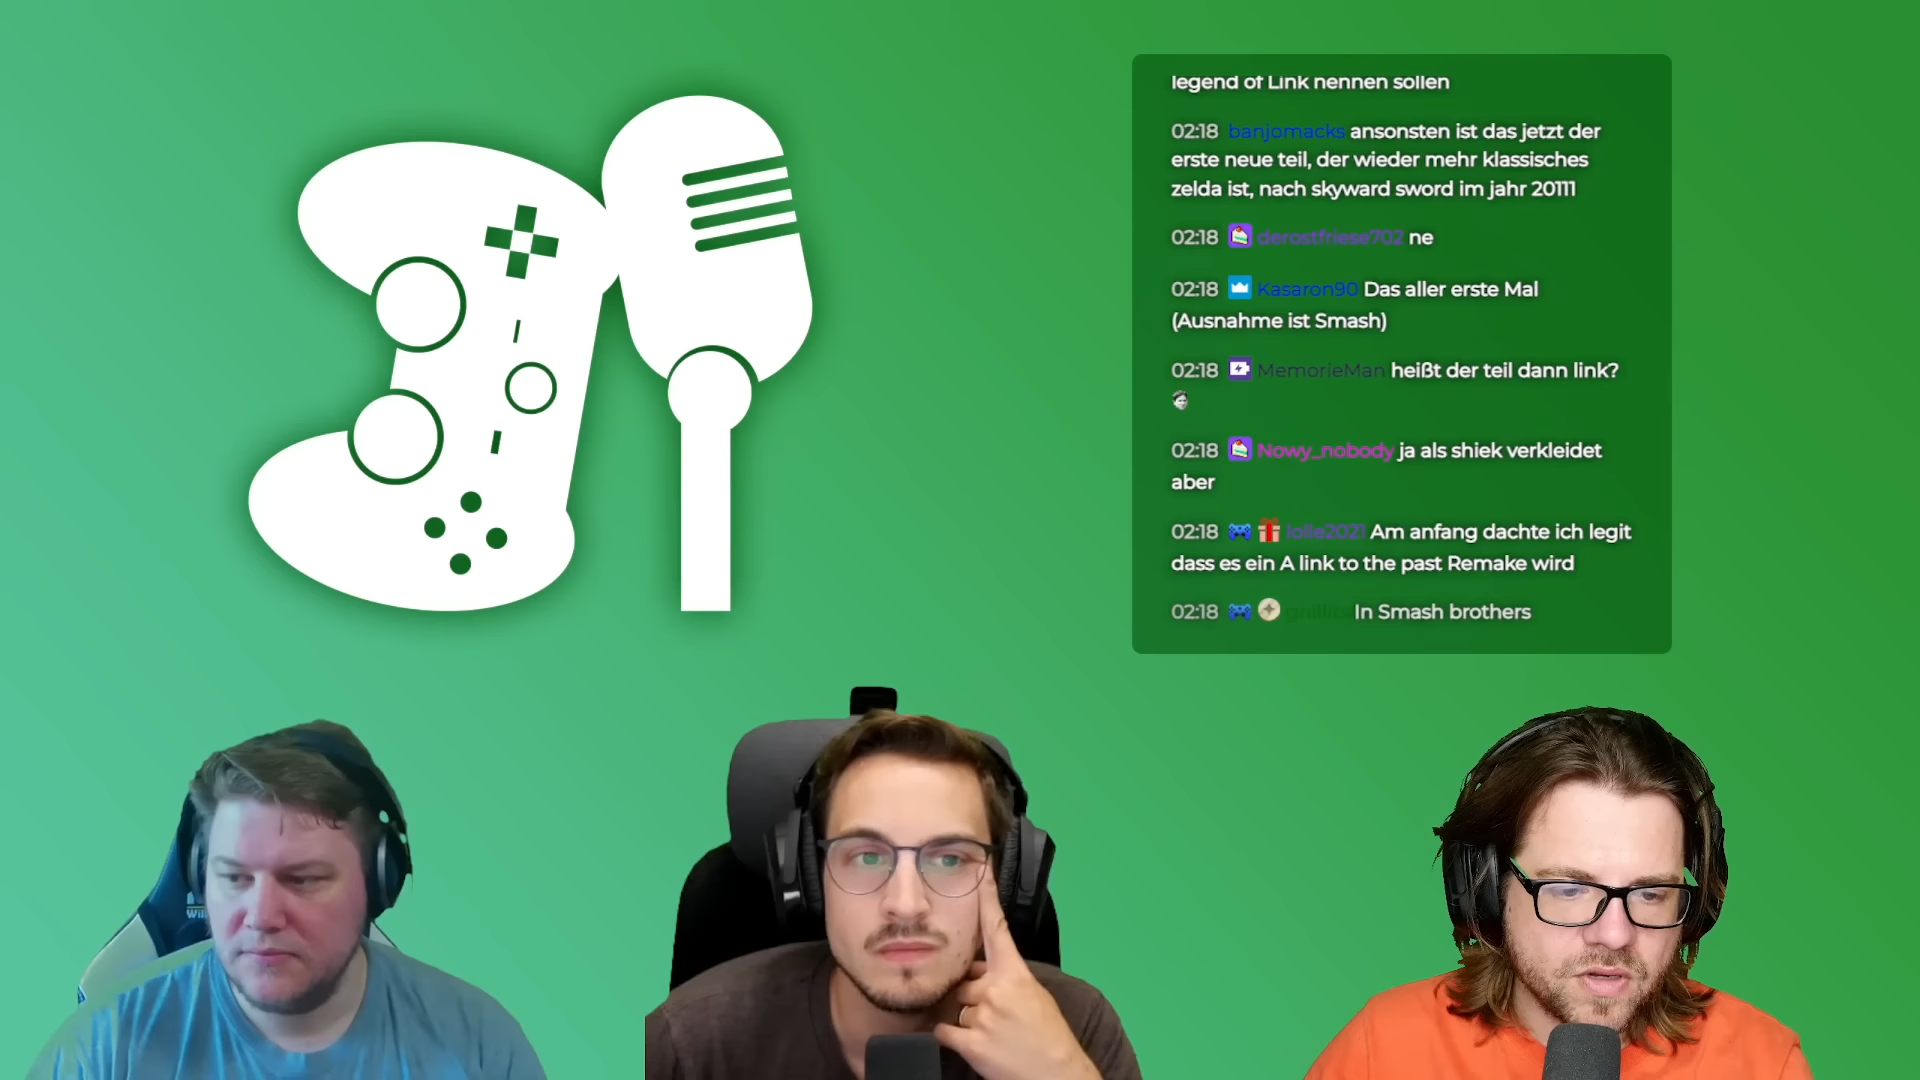 legend of Link nennen sollen
02:18 banjomacks ansonsten ist das jetzt der
erste neue teil, der wieder mehr klassisches
zelda ist, nach skyward sword im jahr 20111
02:18 derostfriese702 ne
02:18 Kasaron90 Das aller erste Mal
(Ausnahme ist Smash)
02:18 MemorieMan heißt der teil dann link?
02:18 Nowy_nobody ja als shiek verkleidet
aber
02:18 lolle2021 Am anfang dachte ich legit
dass es ein A link to the past Remake wird
02:18 In Smash brothers